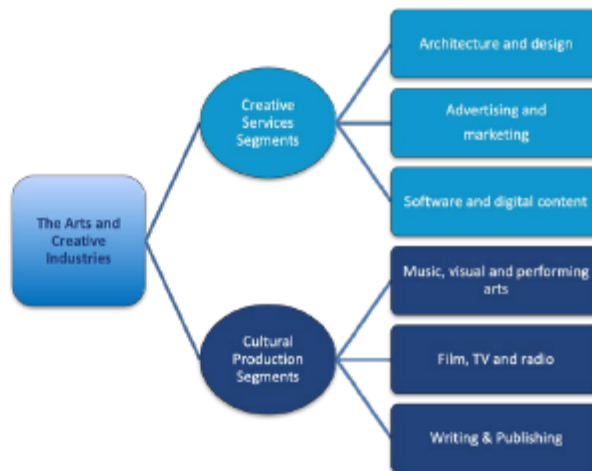 The Arts and
Creative
Industries
Creative
Services
Segments
Architecture and design
Advertising and
marketing
Software and digital content
Cultural
Production
Segments
Music, visual and performing
arts
Film, TV and radio
Writing & Publishing